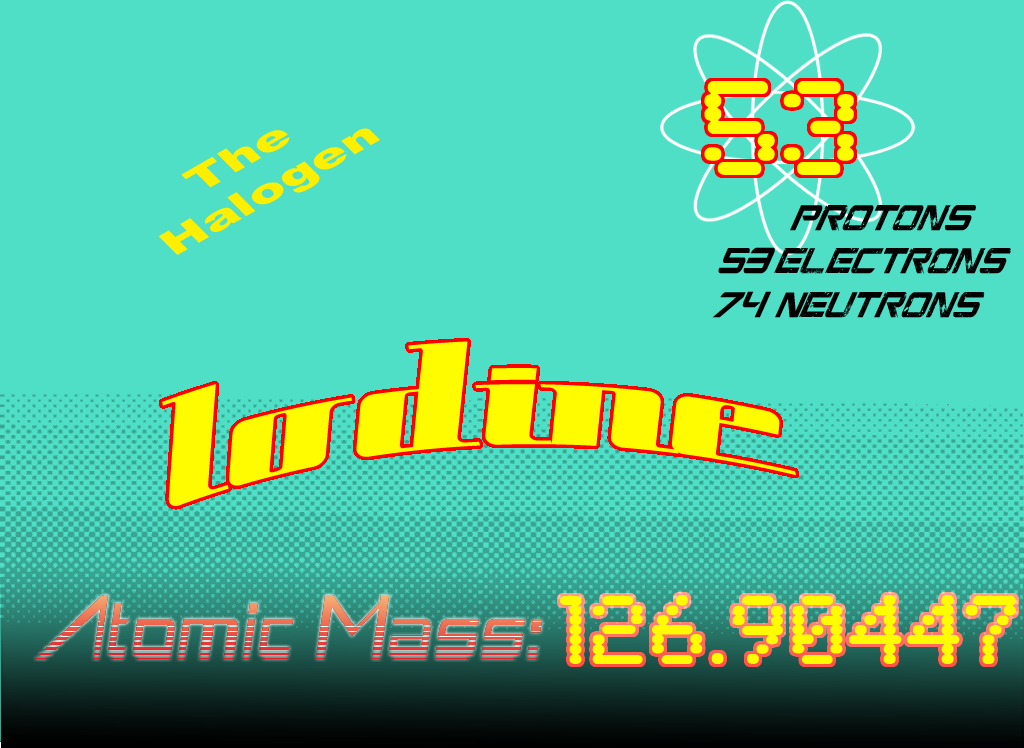 The
Halogen
53
PROTONS
53 ELECTRONS
74 NEUTRONS
Iodine
Atomic Mass: 126.90447